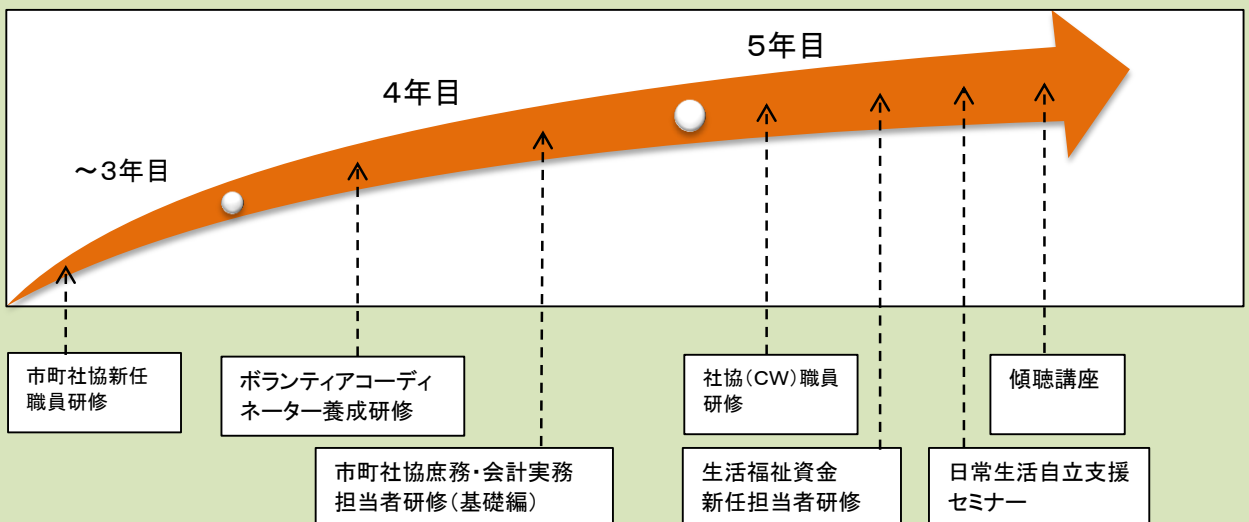 ～3年目
4年目
5年目
市町社協新任
職員研修
ボランティアコーディ
ネーター養成研修
市町社協庶務・会計実務
担当者研修(基礎編)
社協(CW)職員
研修
生活福祉資金
新任担当者研修
日常生活自立支援
セミナー
傾聴講座